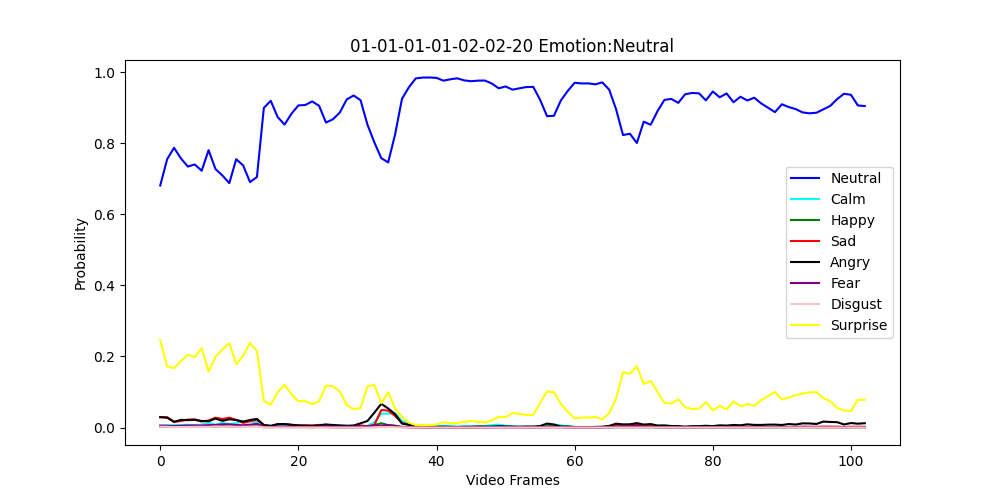 01-01-01-01-02-02-20 Emotion:Neutral
Probability
1.0
0.8
0.6
0.4
0.2
0.0
Neutral
Calm
Happy
Sad
Angry
Fear
Disgust
Surprise
0 20 40 60 80 100
Video Frames